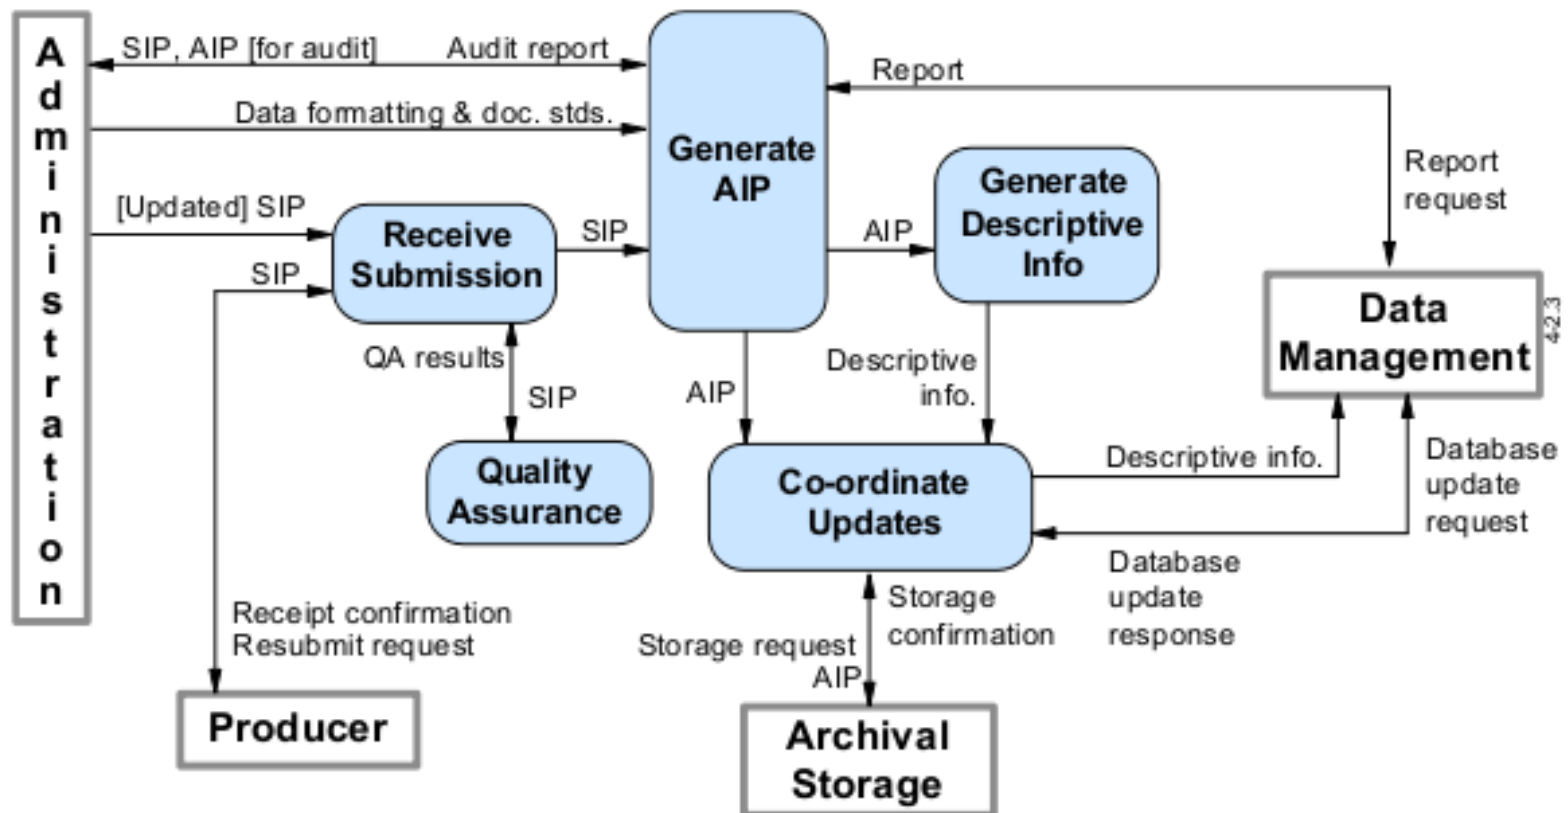 Administration
SIP, AIP [for audit]
Audit report
Data formatting & doc. stds.
[Updated] SIP
SIP
Receive
Submission
SIP
Generate
AIP
Report
Report
request
AIP
Generate
Descriptive
Info
QA results
SIP
Quality
Assurance
AIP
Descriptive
info.
Data
Management
4-2.3
Co-ordinate
Updates
Descriptive info.
Database
update
request
Database
update
response
Receipt confirmation
Resubmit request
Producer
Storage request
AIP
Storage
confirmation
Archival
Storage